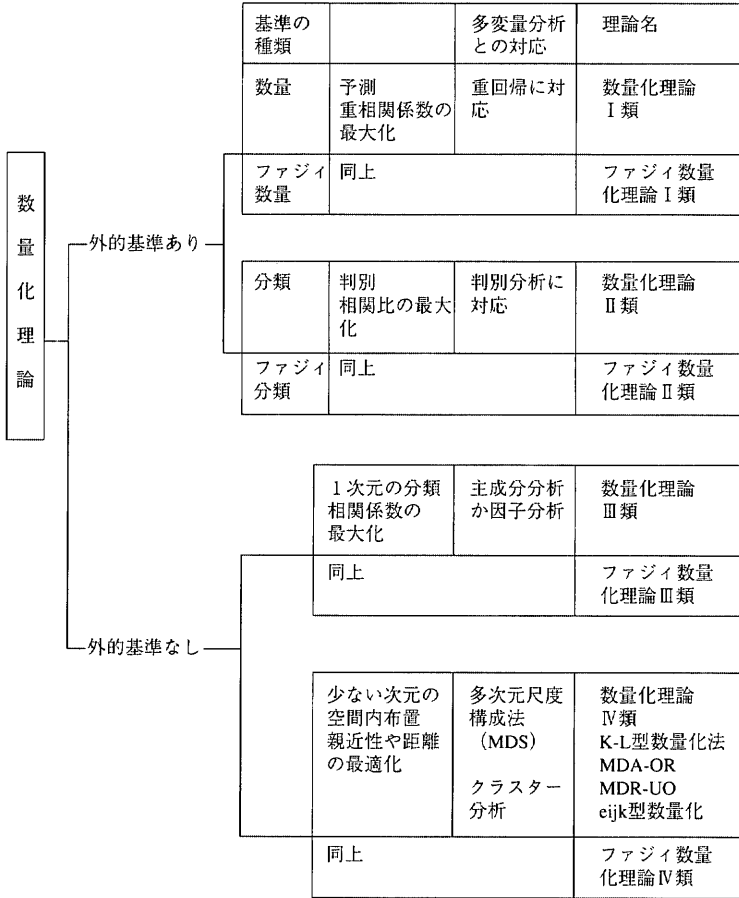 数量化理論
外的基準あり
基準の
種類
多変量分析
との対応
理論名
数量
予測
重相関係数の
最大化
重回帰に対
応
数量化理論
Ⅰ類
ファジィ
数量
同上
ファジィ数量
化理論Ⅰ類
分類
判別
相関比の最大
化
判別分析に
対応
数量化理論
Ⅱ類
ファジィ
分類
同上
ファジィ数量
化理論Ⅱ類
外的基準なし
1次元の分類
相関係数の
最大化
主成分分析
か因子分析
数量化理論
Ⅲ類
同上
ファジィ数量
化理論Ⅲ類
少ない次元の
空間内布置
親近性や距離
の最適化
多次元尺度
構成法
（MDS）
クラスター
分析
数量化理論
Ⅳ類
K-L型数量化法
MDA-OR
MDR-UO
eijk型数量化
同上
ファジィ数量
化理論Ⅳ類